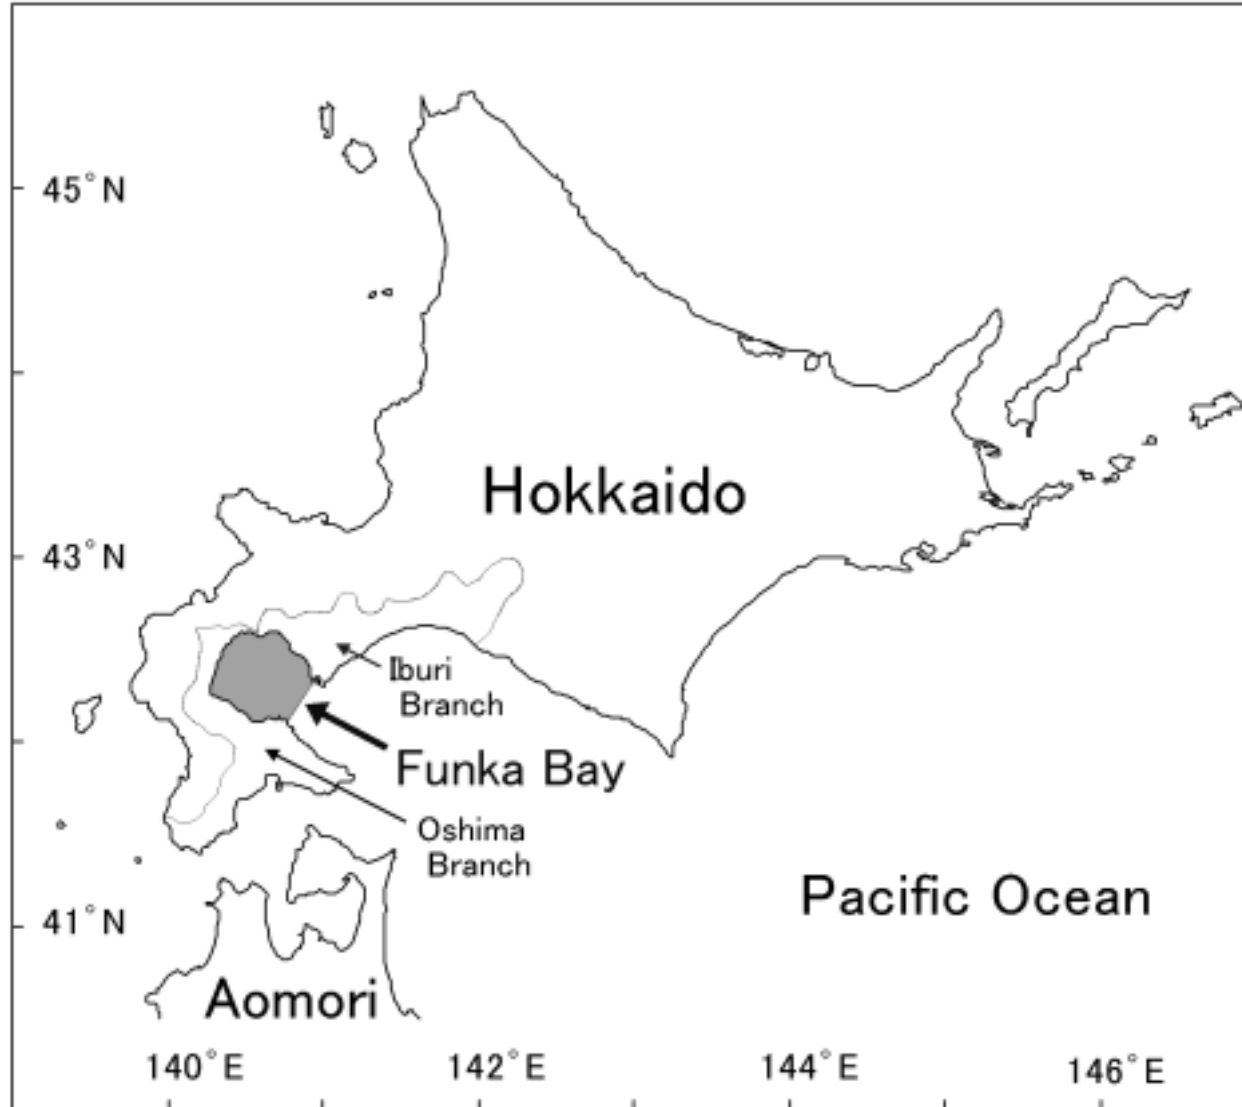 45°N
Hokkaido
43°N
Iburi
Branch
Funka Bay
Oshima
Branch
Pacific Ocean
41°N
Aomori
140°E
142°E
144°E
146°E